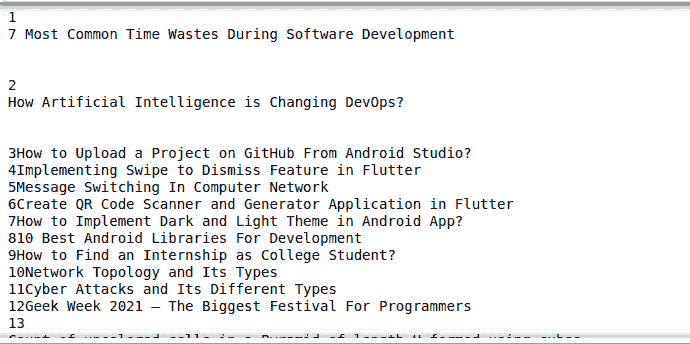 1
7 Most Common Time Wastes During Software Development
2
How Artificial Intelligence is Changing DevOps?
3How to Upload a Project on GitHub From Android Studio?
4Implementing Swipe to Dismiss Feature in Flutter
5Message Switching In Computer Network
6Create QR Code Scanner and Generator Application in Flutter
7How to Implement Dark and Light Theme in Android App?
810 Best Android Libraries For Development
9How to Find an Internship as College Student?
10Network Topology and Its Types
11Cyber Attacks and Its Different Types
12Geek Week 2021 – The Biggest Festival For Programmers
13